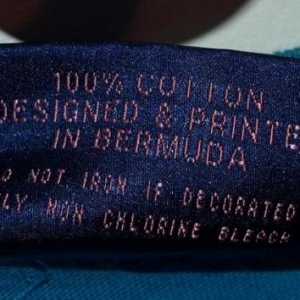 100% COTTON
DESIGNED & PRINTE
IN BERMUDA
O NOT IRON IF DECORATED
LY NON CHLORINE BLEACH